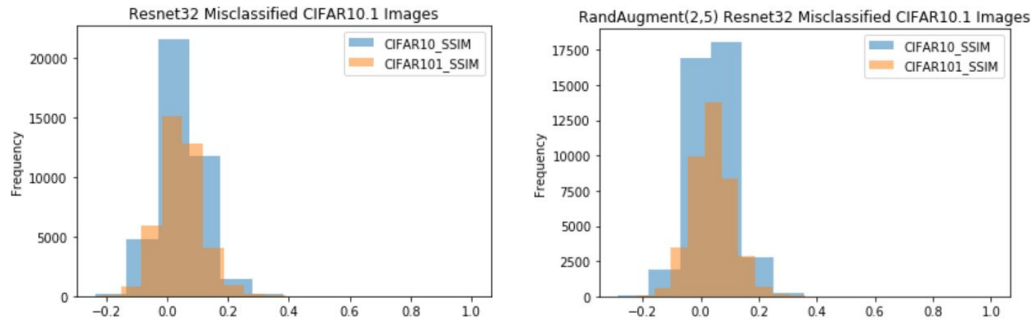 Resnet32 Misclassified CIFAR10.1 Images
CIFAR10_SSIM
CIFAR101_SSIM
Frequency
20000
15000
10000
5000
0
−0.2 0.0 0.2 0.4 0.6 0.8 1.0
RandAugment(2,5) Resnet32 Misclassified CIFAR10.1 Images
CIFAR10_SSIM
CIFAR101_SSIM
Frequency
17500
15000
12500
10000
7500
5000
2500
0
−0.2 0.0 0.2 0.4 0.6 0.8 1.0